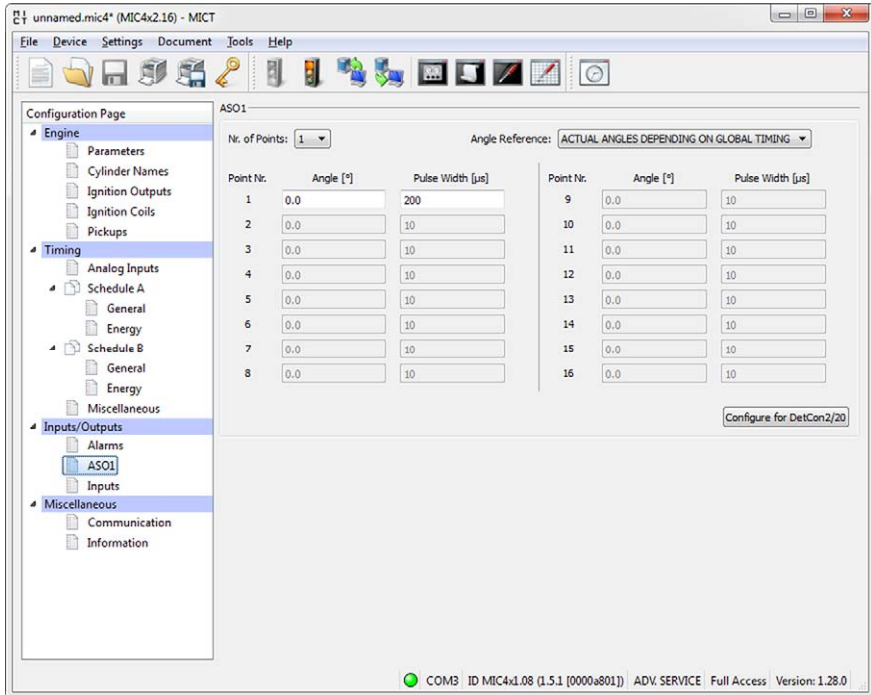 unnamed.mic4* (MIC4x2.16) - MICT
File Device Settings Document Tools Help
Configuration Page
Engine
Parameters
Cylinder Names
Ignition Outputs
Ignition Coils
Pickups
Timing
Analog Inputs
Schedule A
General
Energy
Schedule B
General
Energy
Miscellaneous
Inputs/Outputs
Alarms
ASO1
Inputs
Miscellaneous
Communication
Information
ASO1
Nr. of Points: 1 Angle Reference: ACTUAL ANGLES DEPENDING ON GLOBAL TIMING
Point Nr. Angle [°] Pulse Width [µs] Point Nr. Angle [°] Pulse Width [µs]
1 0.0 200 9 0.0 10
2 0.0 10 10 0.0 10
3 0.0 10 11 0.0 10
4 0.0 10 12 0.0 10
5 0.0 10 13 0.0 10
6 0.0 10 14 0.0 10
7 0.0 10 15 0.0 10
8 0.0 10 16 0.0 10
Configure for DetCon2/20
COM3 ID MIC4x1.08 (1.5.1 [0000a801]) ADV. SERVICE Full Access Version: 1.28.0